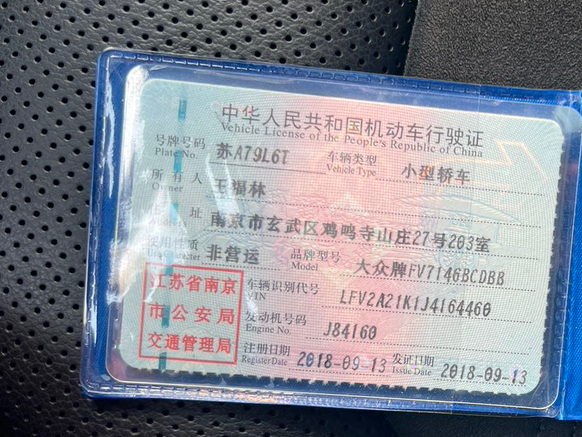 中华人民共和国机动车行驶证
Vehicle License of the People's Republic of China
号牌号码 苏A79L6T 车辆类型 小型轿车
Plate No. Vehicle Type
所有人 王福林
Owner
址 南京市玄武区鸡鸣寺山庄27号203室
性质 非营运 品牌型号 大众牌FV7146BCDBB
Model
江苏省南京
市公安局
交通管理局
车辆识别代号 LFV2A21K1J4164460
VIN
发动机号码 J84160
Engine No.
注册日期 2018-09-13 发证日期 2018-09-13
Register Date Issue Date